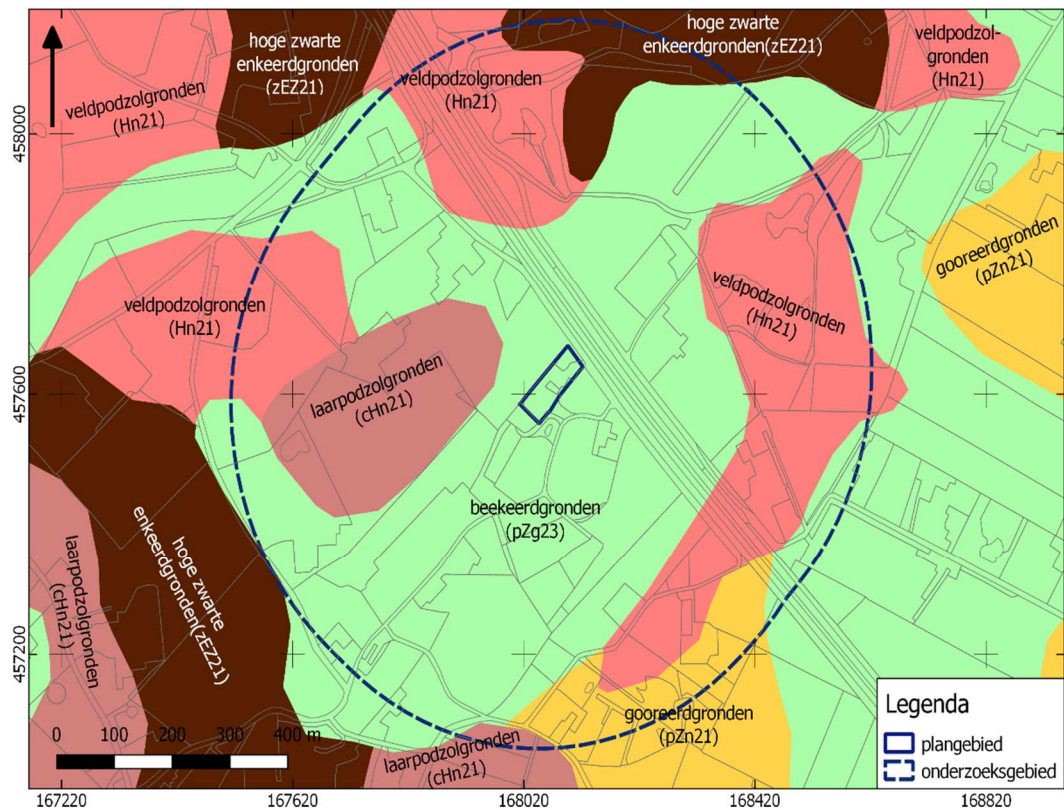 hoge zwarte
enkeerdgronden
(zEZ21)
hoge zwarte
enkeerdgronden(zEZ21)
veldpodzol-
gronden
(Hn21)
veldpodzolgronden
(Hn21)
veldpodzolgronden
(Hn21)
458000
gooreerdgronden
(pZn21)
veldpodzolgronden
(Hn21)
veldpodzolgronden
(Hn21)
laarpodzolgronden
(cHn21)
457600
beekeerdgronden
(pZg23)
hoge zwarte
enkeerdgronden(zEZ21)
laarpodzolgronden
(cHn21)
457200
gooreerdgronden
(pZn21)
laarpodzolgronden
(cHn21)
Legenda
plangebied
onderzoeksgebied
0 100 200 300 400 m
167220 167620 168020 168420 168820